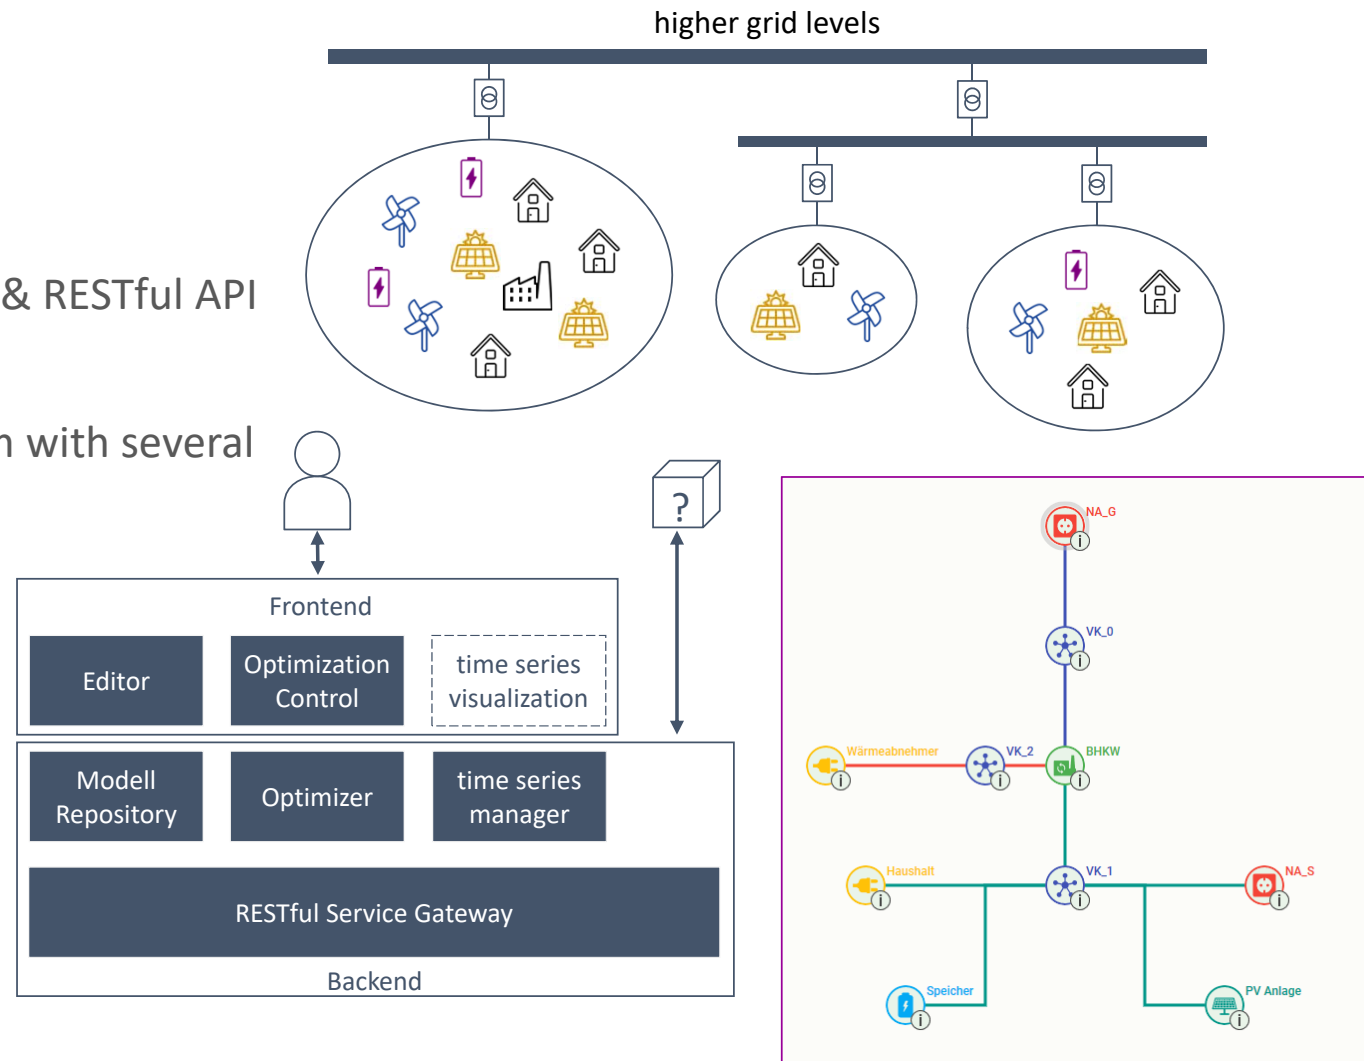 higher grid levels
& RESTful API
with several
?
Frontend
Editor
Optimization
Control
time series
visualization
Modell
Repository
Optimizer
time series
manager
RESTful Service Gateway
Backend
NA_G
i
VK_0
i
Wärmeabnehmer
i
VK_2
i
BHKW
i
Haushalt
i
VK_1
i
NA_S
i
Speicher
i
PV Anlage
i